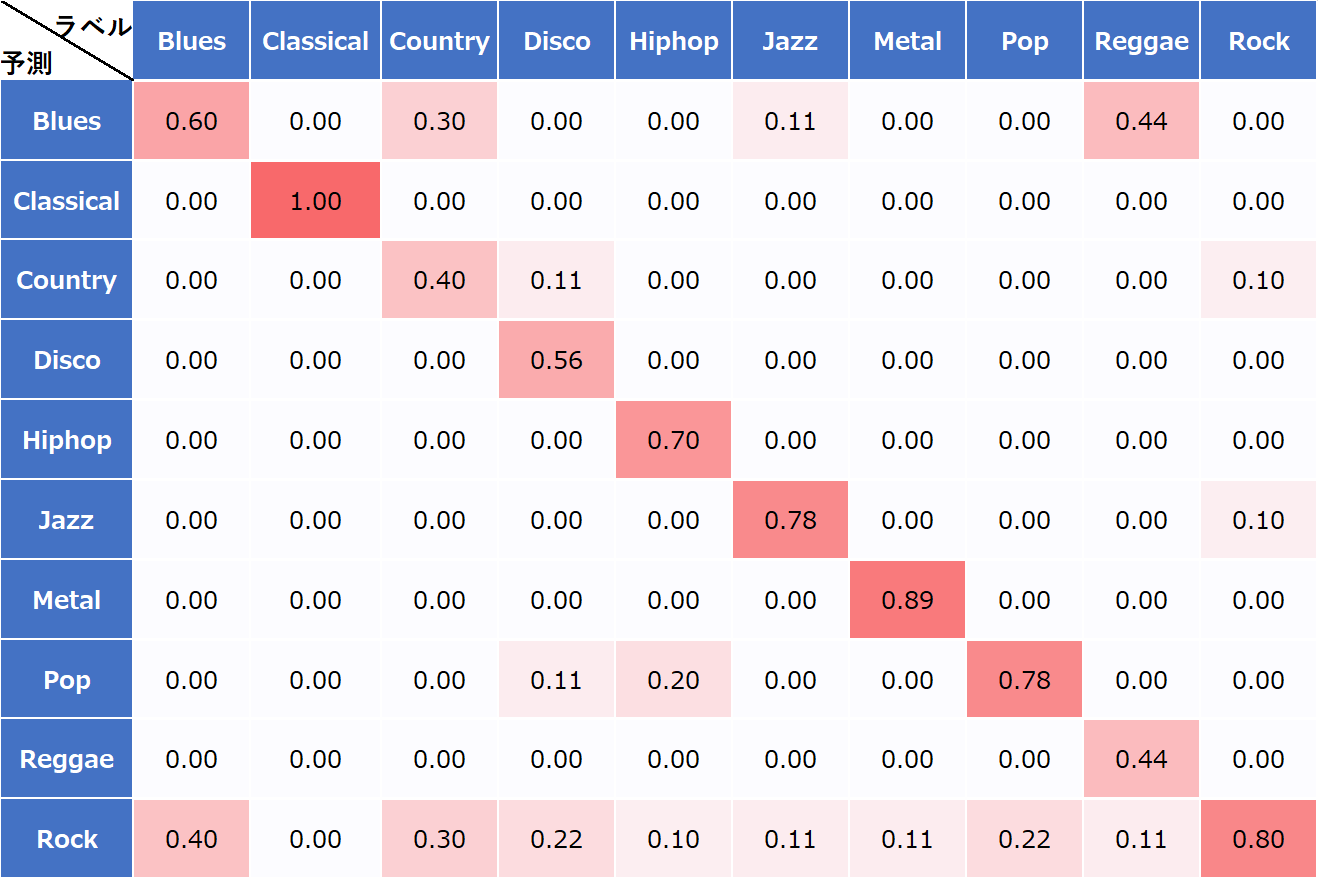 ラベル
予測
Blues Classical Country Disco Hiphop Jazz Metal Pop Reggae Rock
Blues 0.60 0.00 0.30 0.00 0.00 0.11 0.00 0.00 0.44 0.00
Classical 0.00 1.00 0.00 0.00 0.00 0.00 0.00 0.00 0.00 0.00
Country 0.00 0.00 0.40 0.11 0.00 0.00 0.00 0.00 0.00 0.10
Disco 0.00 0.00 0.00 0.56 0.00 0.00 0.00 0.00 0.00 0.00
Hiphop 0.00 0.00 0.00 0.00 0.70 0.00 0.00 0.00 0.00 0.00
Jazz 0.00 0.00 0.00 0.00 0.00 0.78 0.00 0.00 0.00 0.10
Metal 0.00 0.00 0.00 0.00 0.00 0.00 0.89 0.00 0.00 0.00
Pop 0.00 0.00 0.00 0.11 0.20 0.00 0.00 0.78 0.00 0.00
Reggae 0.00 0.00 0.00 0.00 0.00 0.00 0.00 0.00 0.44 0.00
Rock 0.40 0.00 0.30 0.22 0.10 0.11 0.11 0.22 0.11 0.80